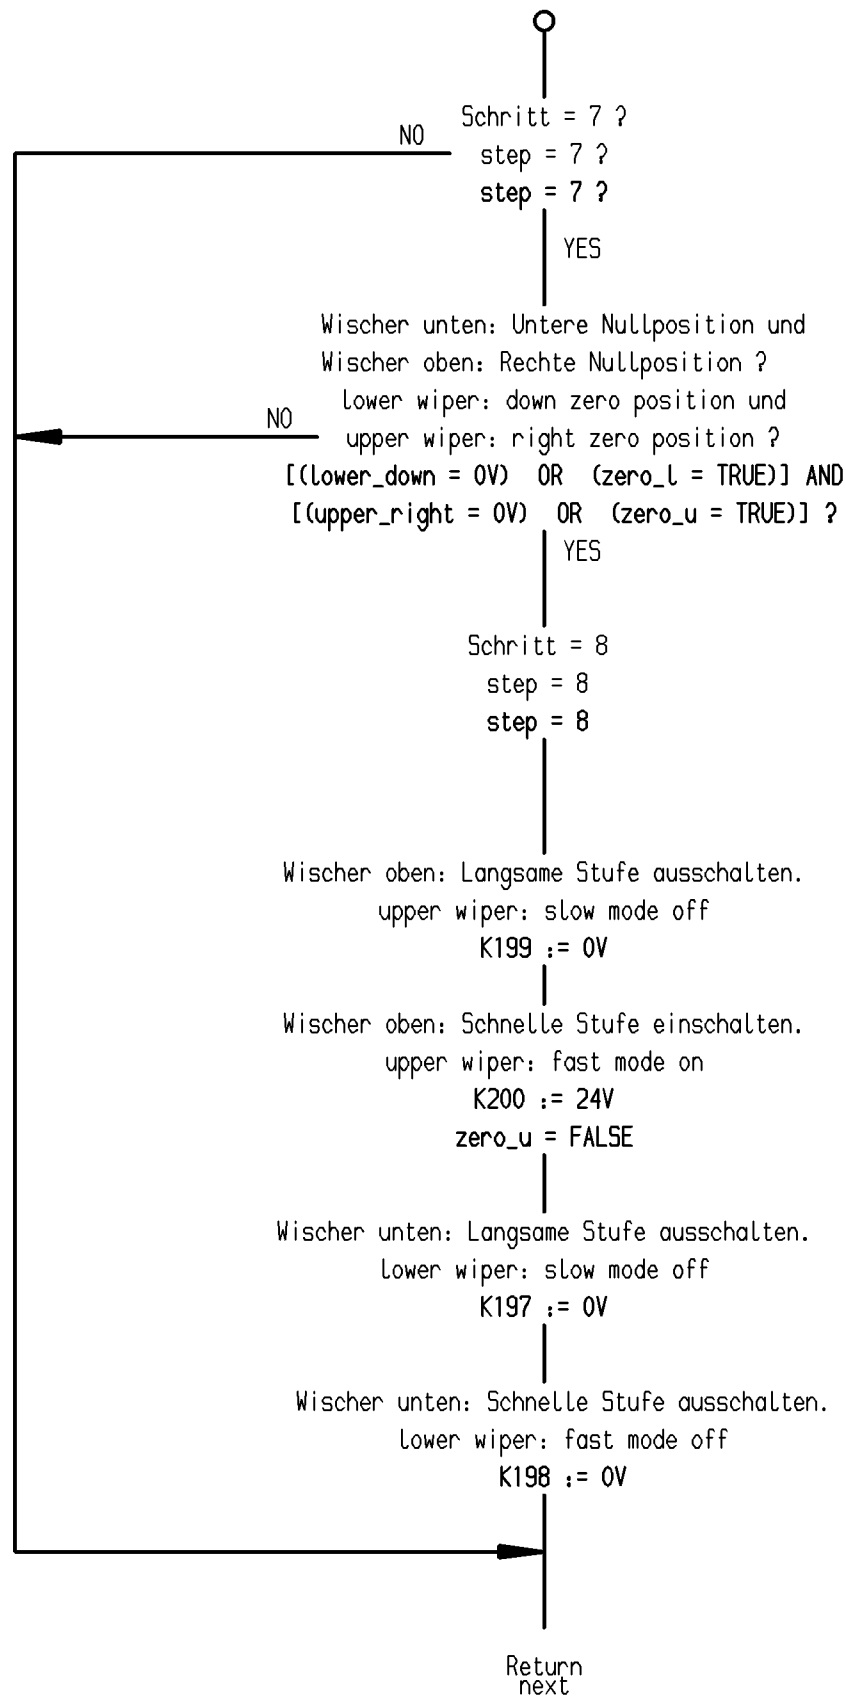 Schritt = 7 ?
NO
step = 7 ?
step = 7 ?
YES
Wischer unten: Untere Nullposition und
Wischer oben: Rechte Nullposition ?
lower wiper: down zero position und
NO
upper wiper: right zero position ?
[(lower_down = 0V) OR (zero_l = TRUE)] AND
[(upper_right = 0V) OR (zero_u = TRUE)] ?
YES
Schritt = 8
step = 8
step = 8
Wischer oben: Langsame Stufe ausschalten.
upper wiper: slow mode off
K199 := 0V
Wischer oben: Schnelle Stufe einschalten.
upper wiper: fast mode on
K200 := 24V
zero_u = FALSE
Wischer unten: Langsame Stufe ausschalten.
lower wiper: slow mode off
K197 := 0V
Wischer unten: Schnelle Stufe ausschalten.
lower wiper: fast mode off
K198 := 0V
Return
next